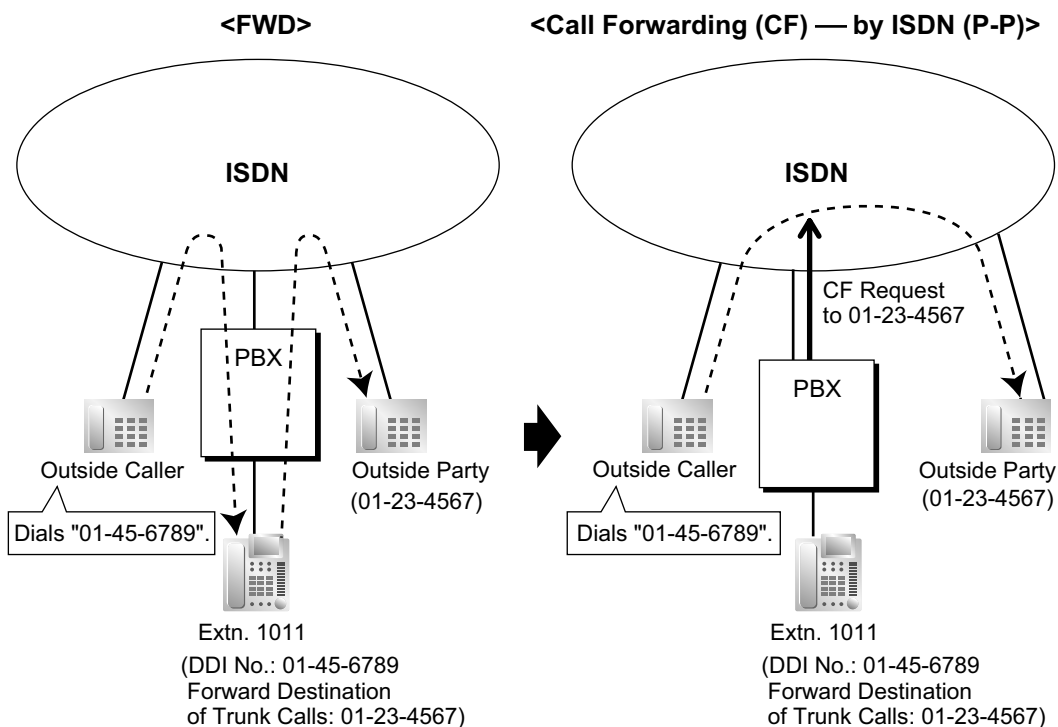 <FWD>
ISDN
PBX
Outside Caller
Dials "01-45-6789".
Outside Party
(01-23-4567)
Extn. 1011
(DDI No.: 01-45-6789
Forward Destination
of Trunk Calls: 01-23-4567)
<Call Forwarding (CF) — by ISDN (P-P)>
ISDN
CF Request
to 01-23-4567
PBX
Outside Caller
Dials "01-45-6789".
Outside Party
(01-23-4567)
Extn. 1011
(DDI No.: 01-45-6789
Forward Destination
of Trunk Calls: 01-23-4567)